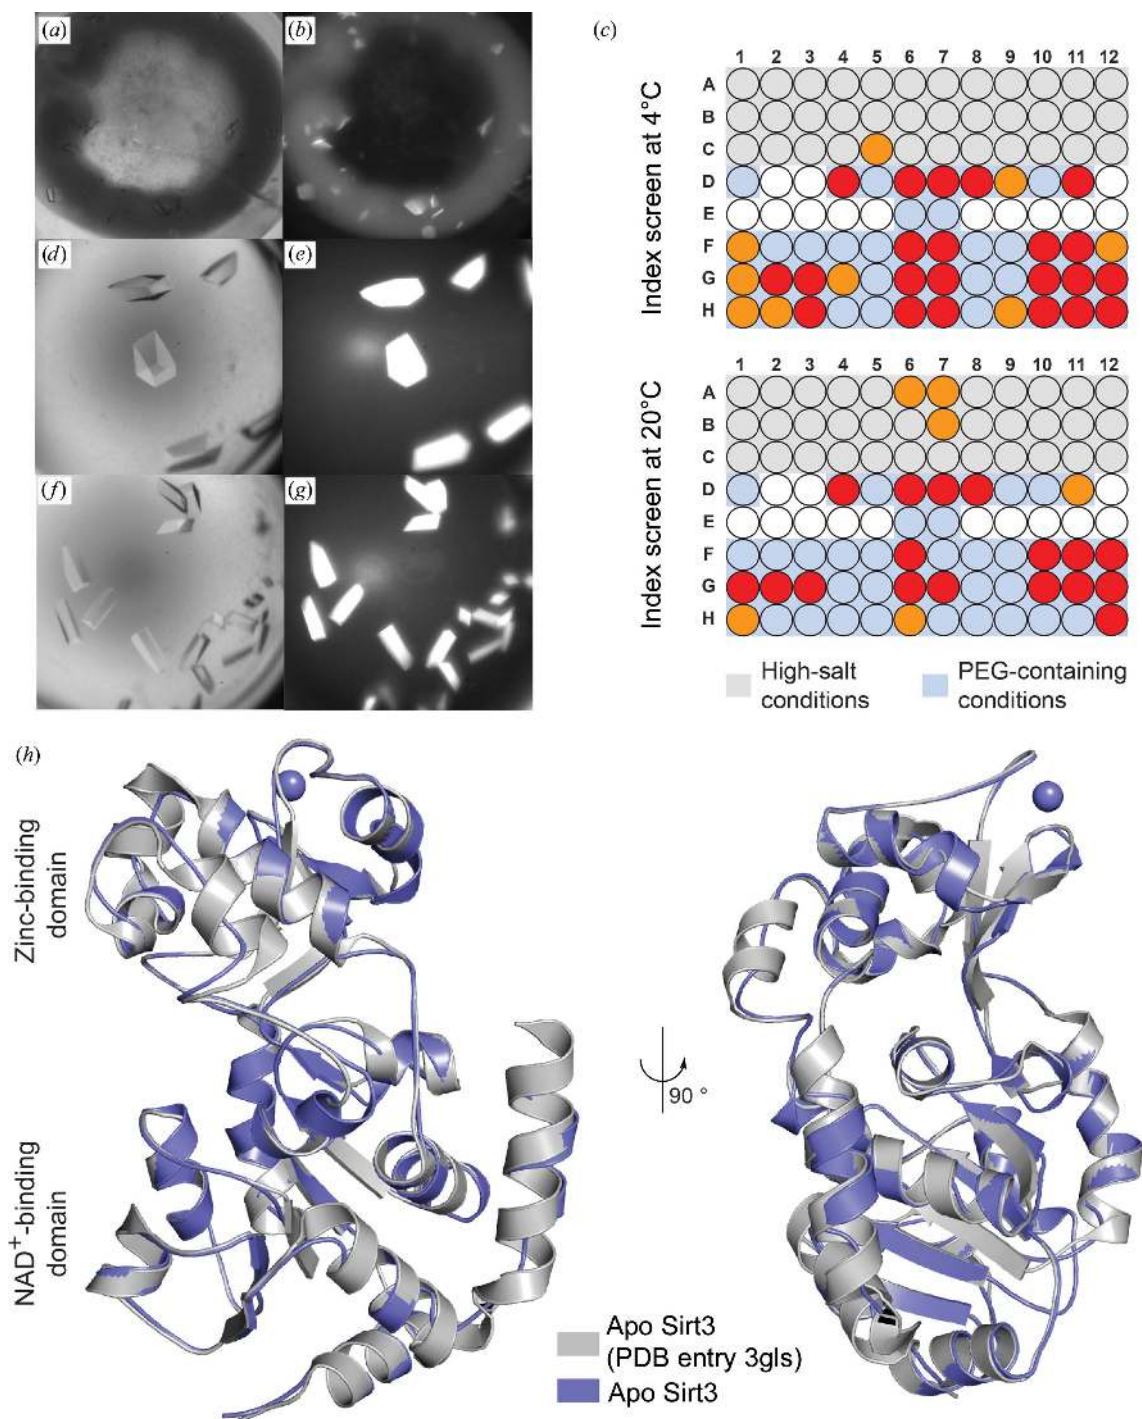 (a)
(b)
(c)
(d)
(e)
(f)
(g)
Index screen at 4°C
1 2 3 4 5 6 7 8 9 10 11 12
A
B
C
D
E
F
G
H
Index screen at 20°C
1 2 3 4 5 6 7 8 9 10 11 12
A
B
C
D
E
F
G
H
High-salt
conditions
PEG-containing
conditions
(h)
Zinc-binding
domain
NAD⁺-binding
domain
90 °
Apo Sirt3
(PDB entry 3gls)
Apo Sirt3